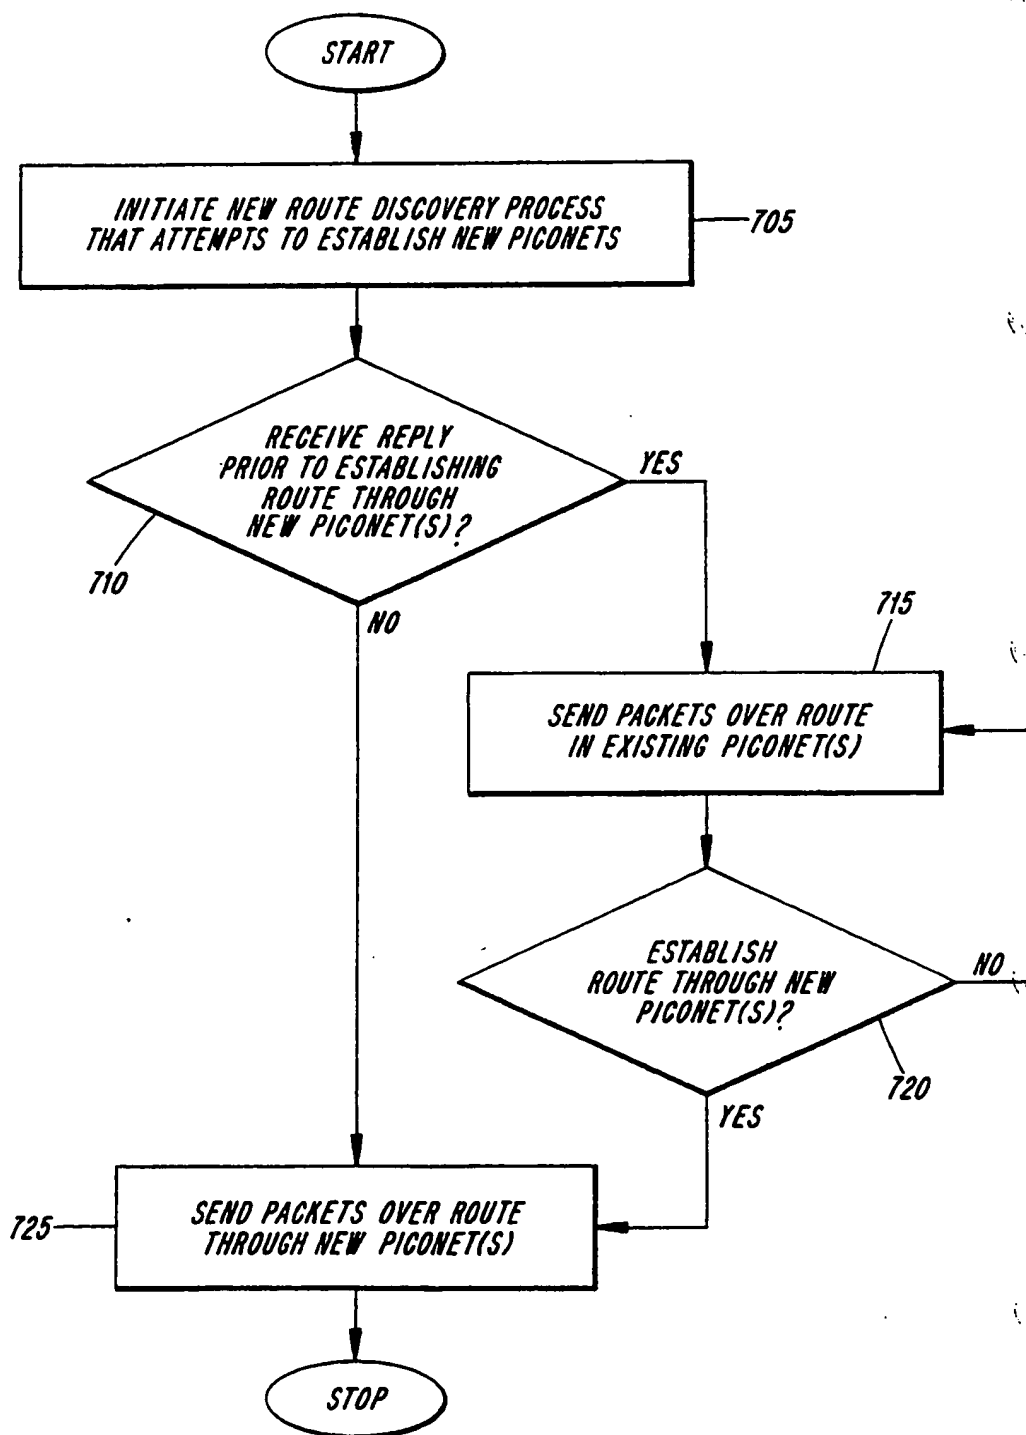 START
INITIATE NEW ROUTE DISCOVERY PROCESS
THAT ATTEMPTS TO ESTABLISH NEW PICONETS
705
RECEIVE REPLY
PRIOR TO ESTABLISHING
ROUTE THROUGH
NEW PICONET(S)?
YES
710
NO
715
SEND PACKETS OVER ROUTE
IN EXISTING PICONET(S)
ESTABLISH
ROUTE THROUGH NEW
PICONET(S)?
NO
720
YES
725
SEND PACKETS OVER ROUTE
THROUGH NEW PICONET(S)
STOP